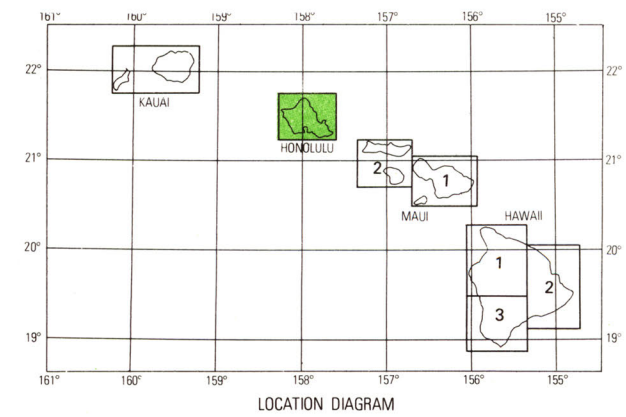 161° 160° 159° 158° 157° 156° 155°
22° 22°
KAUAI
HONOLULU
21° 21°
2 1
MAUI HAWAII
20° 20°
1
2
3
19° 19°
161° 160° 159° 158° 157° 156° 155°
LOCATION DIAGRAM